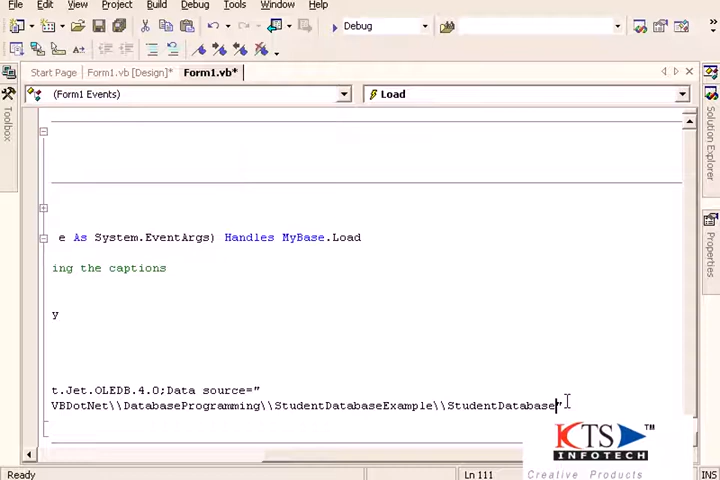 File Edit View Project Build Debug Tools Window Help
Debug
Start Page Form1.vb [Design]* Form1.vb*
(Form1 Events) Load
Toolbox
Solution Explorer
Properties
e As System.EventArgs) Handles MyBase.Load
ing the captions
y
t.Jet.OLEDB.4.0;Data source="
VBDotNet\\DatabaseProgramming\\StudentDatabaseExample\\StudentDatabase"
KTS TM
INFOTECH
Creative Products
Ready Ln 111 INS